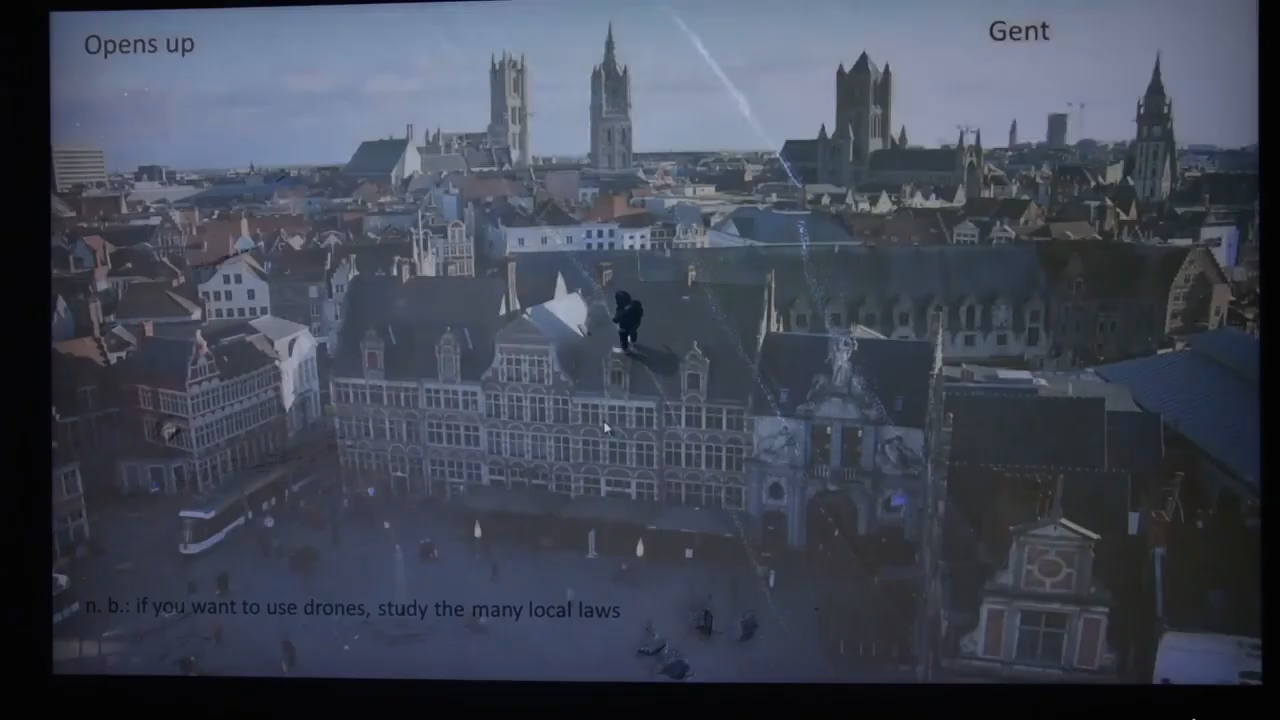 Opens up
Gent
n. b.: if you want to use drones, study the many local laws